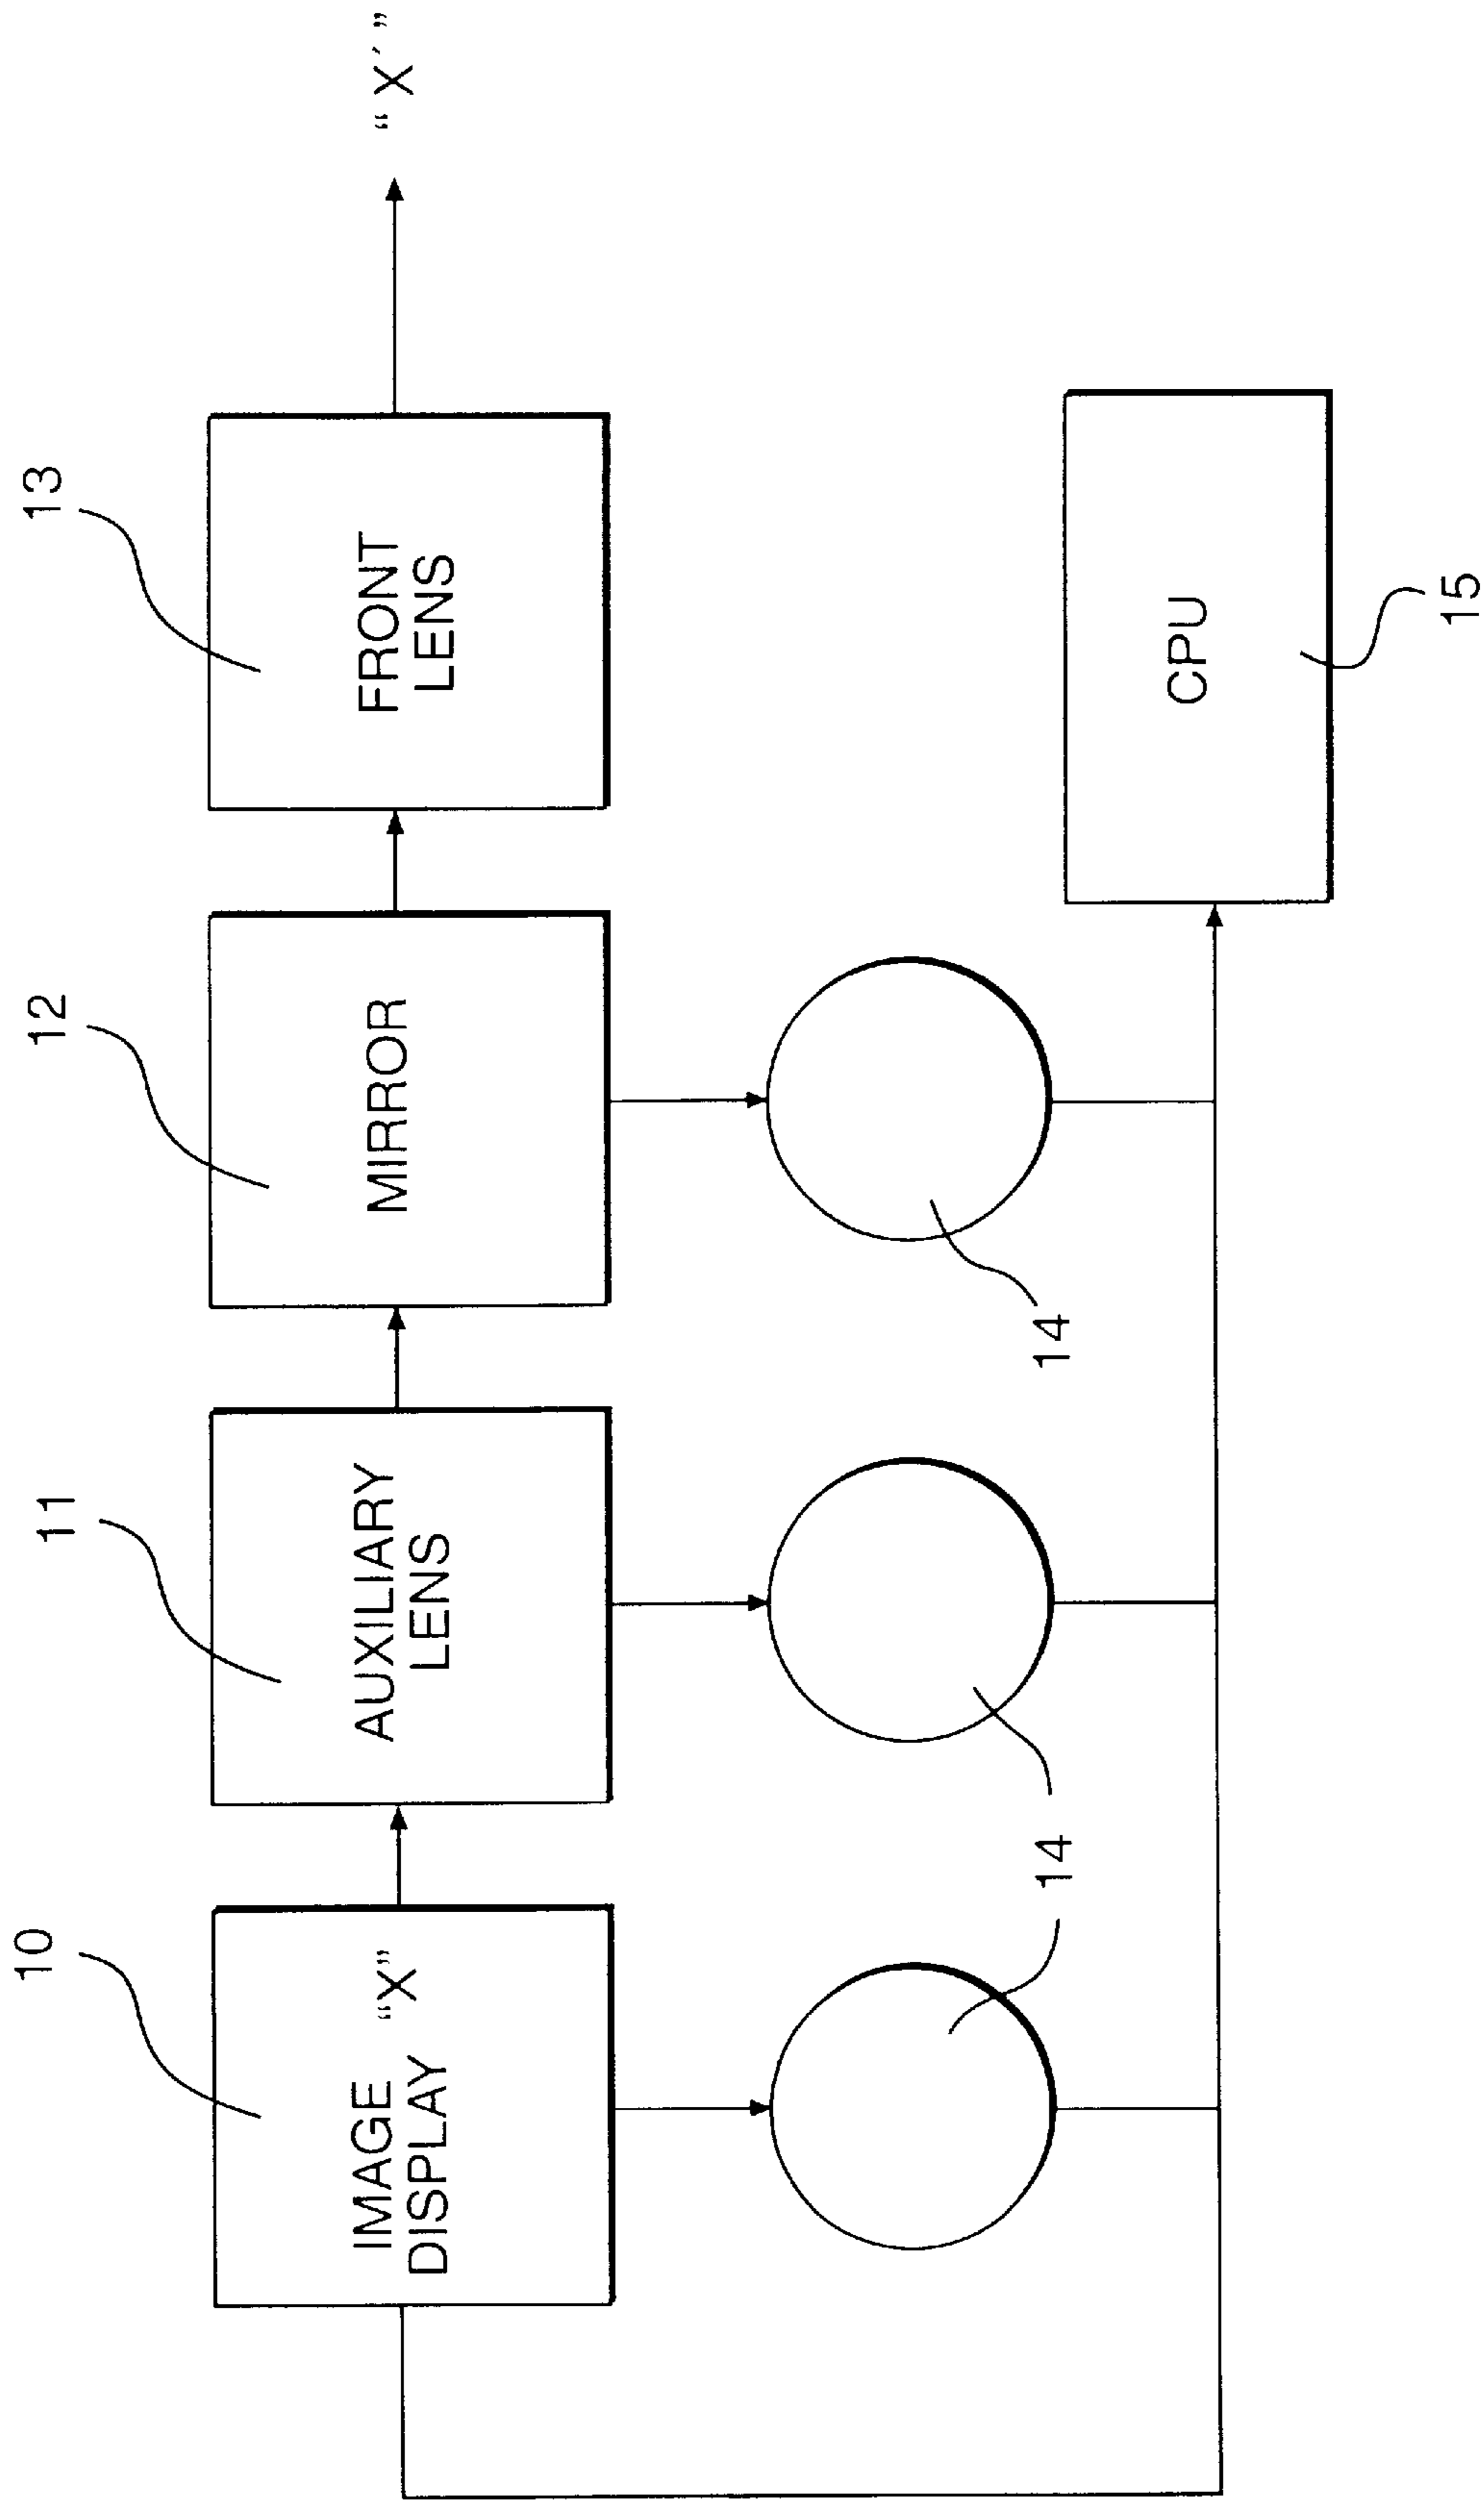 10
11
12
13
IMAGE "X"
DISPLAY
AUXILIARY
LENS
MIRROR
FRONT
LENS
“X′”
14
14
CPU
15